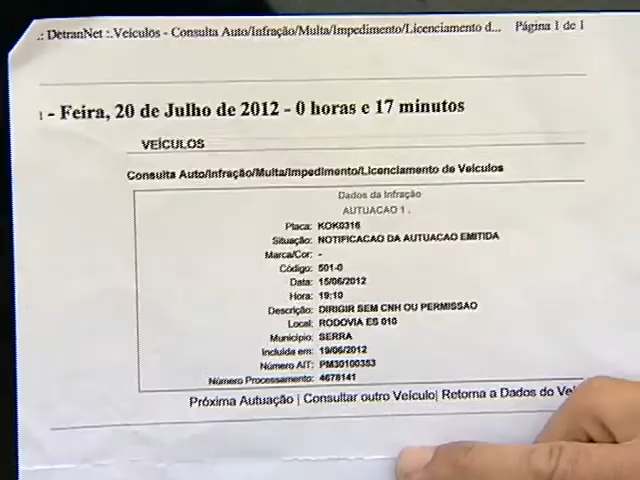 .: DetranNet :.Veículos - Consulta Auto/Infração/Multa/Impedimento/Licenciamento d... Página 1 de 1
- Feira, 20 de Julho de 2012 - 0 horas e 17 minutos
VEÍCULOS
Consulta Auto/Infração/Multa/Impedimento/Licenciamento de Veículos
Dados da Infração
AUTUACAO 1 .
Placa: KOK0316
Situação: NOTIFICACAO DA AUTUACAO EMITIDA
Marca/Cor: -
Código: 501-0
Data: 15/06/2012
Hora: 19:10
Descrição: DIRIGIR SEM CNH OU PERMISSAO
Local: RODOVIA ES 010
Município: SERRA
Incluída em: 19/06/2012
Número AIT: PM30100353
Número Processamento: 4678141
Próxima Autuação | Consultar outro Veículo| Retorna a Dados do Veí